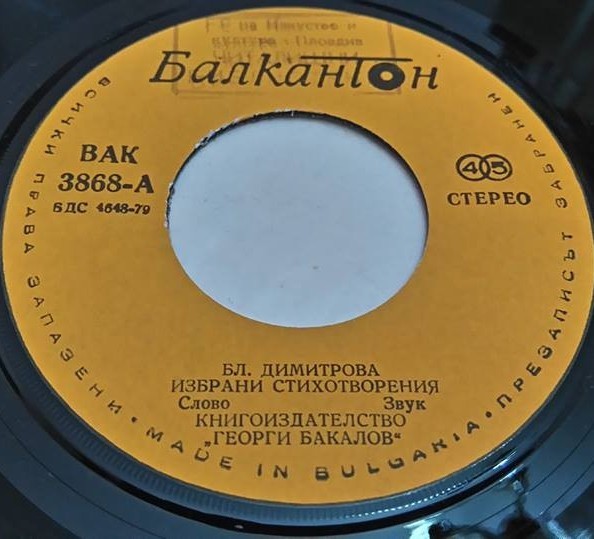 Балкантон
ВАК
3868-А
БДС 4648-79
45
СТЕРЕО
БЛ. ДИМИТРОВА
ИЗБРАНИ СТИХОТВОРЕНИЯ
Слово Звук
КНИГОИЗДАТЕЛСТВО
„ГЕОРГИ БАКАЛОВ“
ВСИЧКИ ПРАВА ЗАПАЗЕНИ • MADE IN BULGARIA • ПРЕЗАПИСЪТ ЗАБРАНЕН